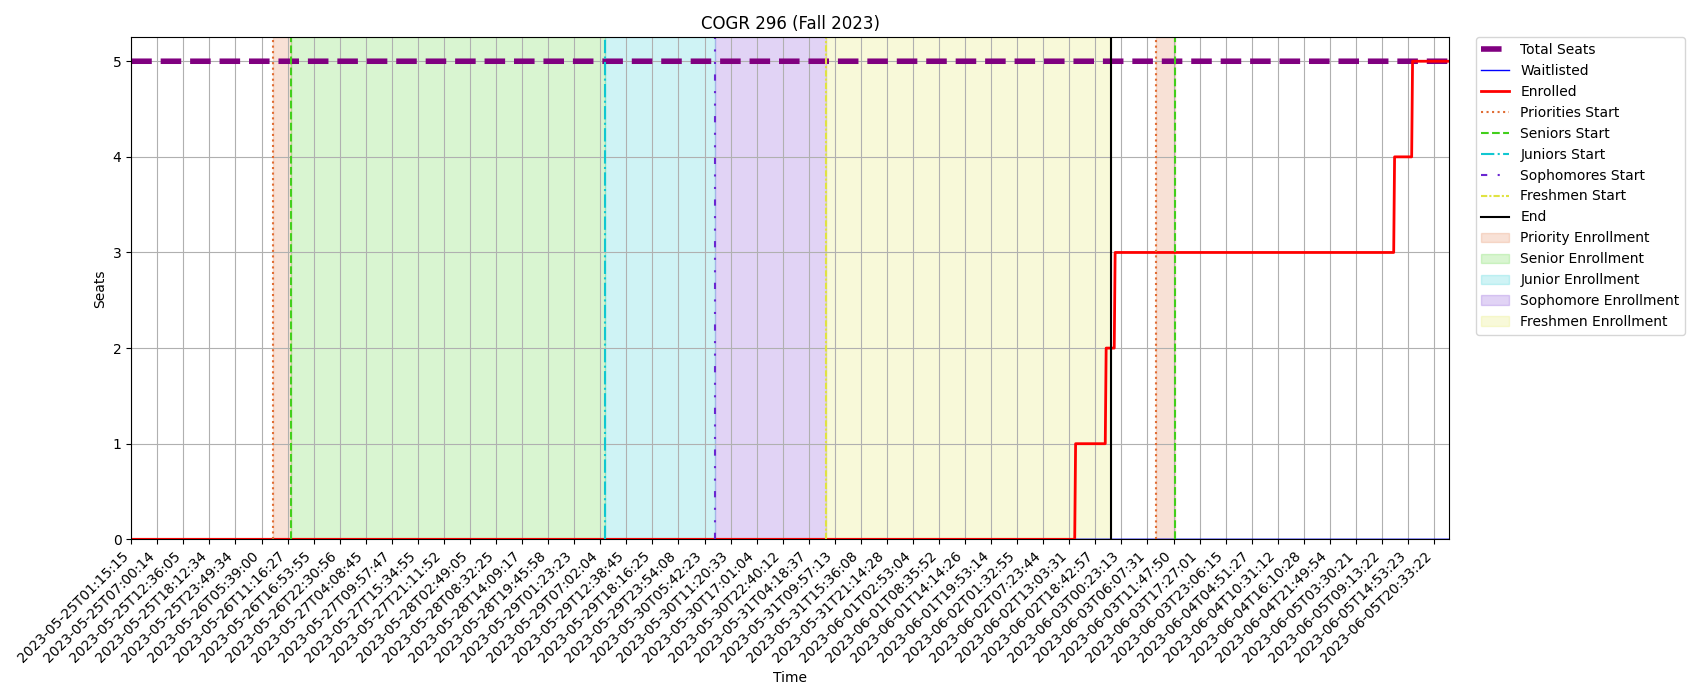 COGR 296 (Fall 2023)
Seats
5
4
3
2
1
0
2023-05-25T01:15:15
2023-05-25T07:00:14
2023-05-25T12:36:05
2023-05-25T18:12:34
2023-05-25T23:49:34
2023-05-26T05:39:00
2023-05-26T11:16:27
2023-05-26T16:53:55
2023-05-26T22:30:56
2023-05-27T04:08:45
2023-05-27T09:57:47
2023-05-27T15:34:55
2023-05-27T21:11:52
2023-05-28T02:49:05
2023-05-28T08:32:25
2023-05-28T14:09:17
2023-05-28T19:45:58
2023-05-29T01:23:23
2023-05-29T07:02:04
2023-05-29T12:38:45
2023-05-29T18:16:25
2023-05-29T23:54:08
2023-05-30T05:42:23
2023-05-30T11:20:33
2023-05-30T17:01:04
2023-05-30T22:40:12
2023-05-31T04:18:37
2023-05-31T09:57:13
2023-05-31T15:36:08
2023-05-31T21:14:28
2023-06-01T02:53:04
2023-06-01T08:35:52
2023-06-01T14:14:26
2023-06-01T19:53:14
2023-06-02T01:32:55
2023-06-02T07:23:44
2023-06-02T13:03:31
2023-06-02T18:42:57
2023-06-03T00:23:13
2023-06-03T06:07:31
2023-06-03T11:47:50
2023-06-03T17:27:01
2023-06-03T23:06:15
2023-06-04T04:51:27
2023-06-04T10:31:12
2023-06-04T16:10:28
2023-06-04T21:49:54
2023-06-05T03:30:21
2023-06-05T09:13:22
2023-06-05T14:53:23
2023-06-05T20:33:22
Time
Total Seats
Waitlisted
Enrolled
Priorities Start
Seniors Start
Juniors Start
Sophomores Start
Freshmen Start
End
Priority Enrollment
Senior Enrollment
Junior Enrollment
Sophomore Enrollment
Freshmen Enrollment